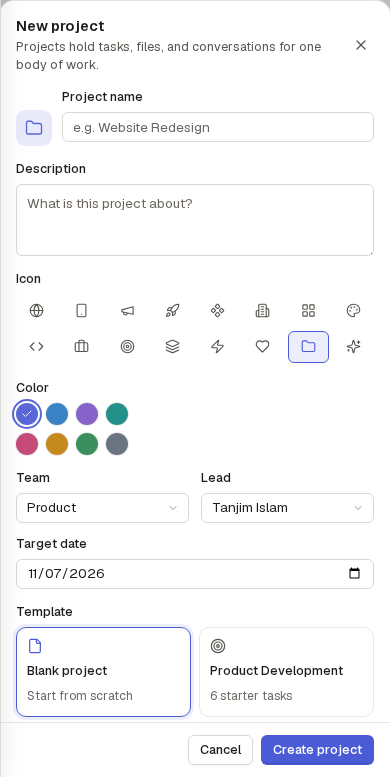 New project
Projects hold tasks, files, and conversations for one
body of work.
Project name
e.g. Website Redesign
Description
What is this project about?
Icon
Color
Team
Lead
Product
Tanjim Islam
Target date
11/07/2026
Template
Blank project
Start from scratch
Product Development
6 starter tasks
Cancel
Create project